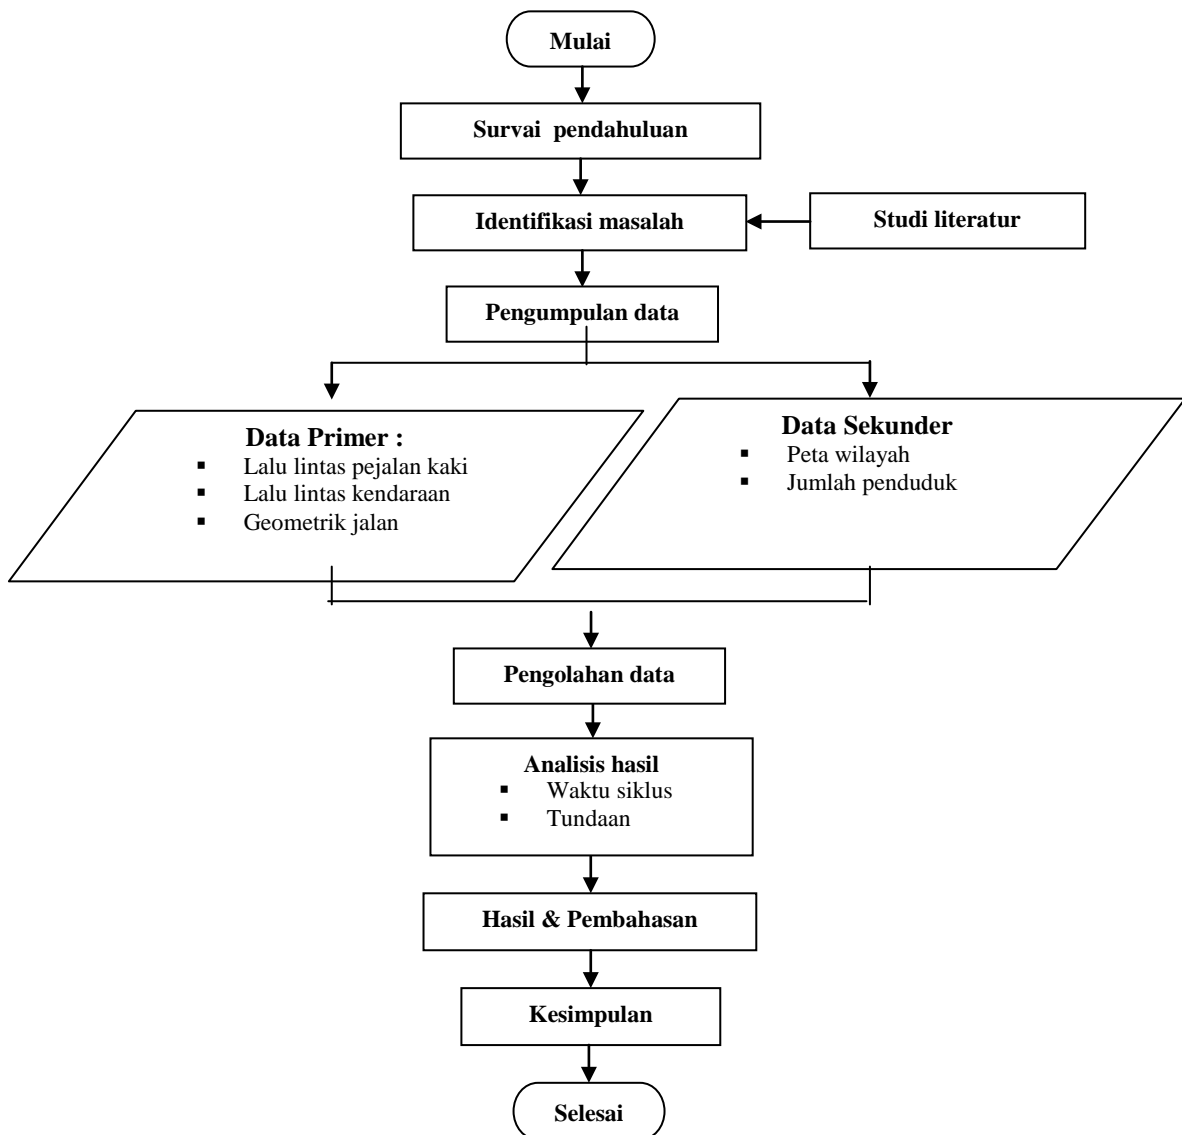 Mulai
Survai pendahuluan
Identifikasi masalah
Studi literatur
Pengumpulan data
Data Primer :
▪ Lalu lintas pejalan kaki
▪ Lalu lintas kendaraan
▪ Geometrik jalan
Data Sekunder
▪ Peta wilayah
▪ Jumlah penduduk
Pengolahan data
Analisis hasil
▪ Waktu siklus
▪ Tundaan
Hasil & Pembahasan
Kesimpulan
Selesai